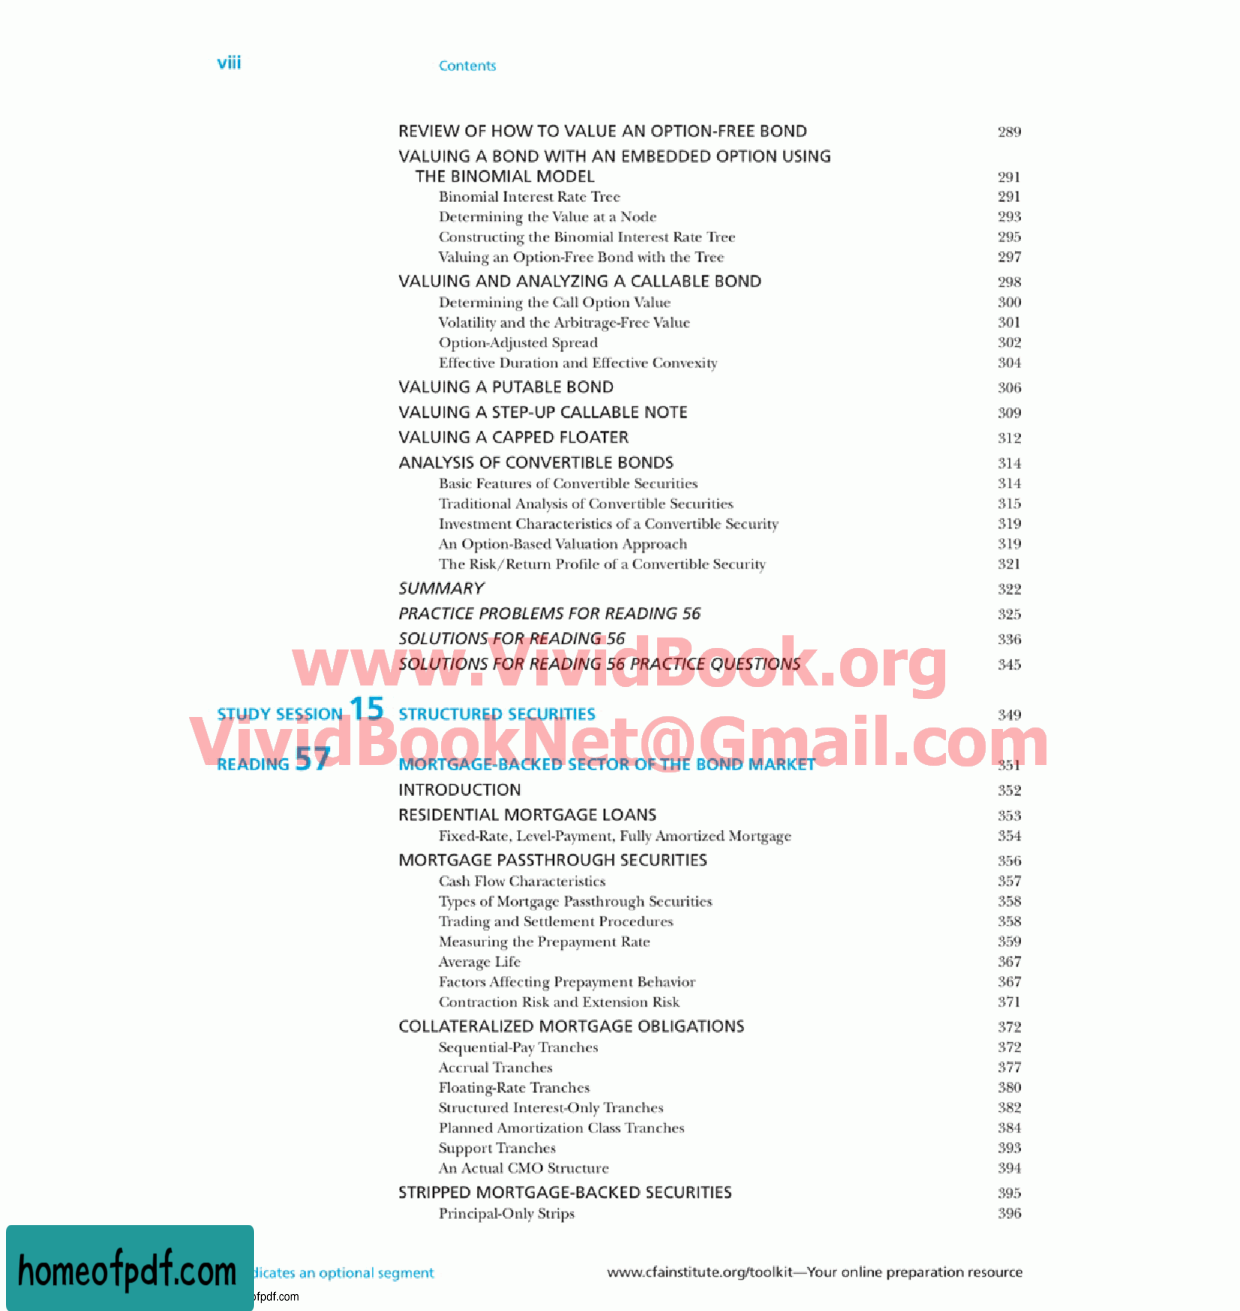 viii Contents
REVIEW OF HOW TO VALUE AN OPTION-FREE BOND 289
VALUING A BOND WITH AN EMBEDDED OPTION USING
THE BINOMIAL MODEL 291
Binomial Interest Rate Tree 291
Determining the Value at a Node 293
Constructing the Binomial Interest Rate Tree 295
Valuing an Option-Free Bond with the Tree 297
VALUING AND ANALYZING A CALLABLE BOND 298
Determining the Call Option Value 300
Volatility and the Arbitrage-Free Value 301
Option-Adjusted Spread 302
Effective Duration and Effective Convexity 304
VALUING A PUTABLE BOND 306
VALUING A STEP-UP CALLABLE NOTE 309
VALUING A CAPPED FLOATER 312
ANALYSIS OF CONVERTIBLE BONDS 314
Basic Features of Convertible Securities 314
Traditional Analysis of Convertible Securities 315
Investment Characteristics of a Convertible Security 319
An Option-Based Valuation Approach 319
The Risk/Return Profile of a Convertible Security 321
SUMMARY 322
PRACTICE PROBLEMS FOR READING 56 325
SOLUTIONS FOR READING 56 336
www.VividBook.org
SOLUTIONS FOR READING 56 PRACTICE QUESTIONS 345
STUDY SESSION 15 STRUCTURED SECURITIES 349
VividBookNet@Gmail.com
READING 57 MORTGAGE-BACKED SECTOR OF THE BOND MARKET 351
INTRODUCTION 352
RESIDENTIAL MORTGAGE LOANS 353
Fixed-Rate, Level-Payment, Fully Amortized Mortgage 354
MORTGAGE PASSTHROUGH SECURITIES 356
Cash Flow Characteristics 357
Types of Mortgage Passthrough Securities 358
Trading and Settlement Procedures 358
Measuring the Prepayment Rate 359
Average Life 367
Factors Affecting Prepayment Behavior 367
Contraction Risk and Extension Risk 371
COLLATERALIZED MORTGAGE OBLIGATIONS 372
Sequential-Pay Tranches 372
Accrual Tranches 377
Floating-Rate Tranches 380
Structured Interest-Only Tranches 382
Planned Amortization Class Tranches 384
Support Tranches 393
An Actual CMO Structure 394
STRIPPED MORTGAGE-BACKED SECURITIES 395
Principal-Only Strips 396
homeofpdf.com
dicates an optional segment www.cfainstitute.org/toolkit—Your online preparation resource
ofpdf.com